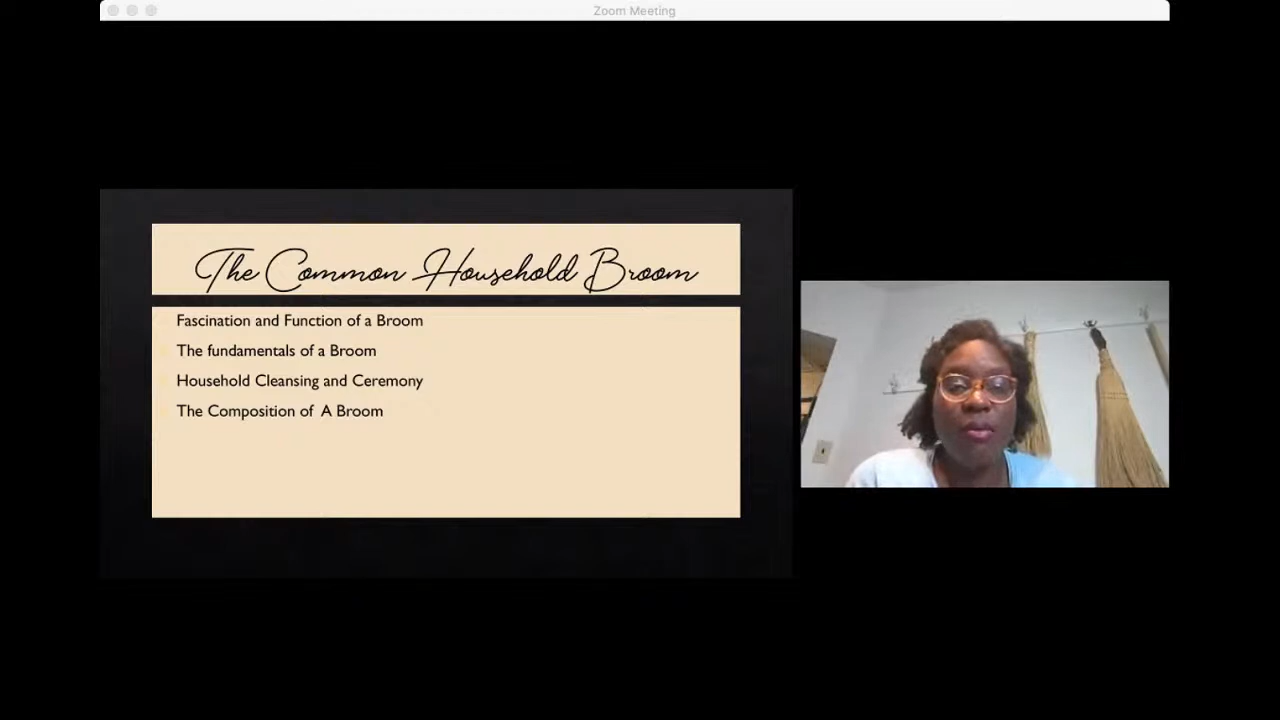 Zoom Meeting
The Common Household Broom
Fascination and Function of a Broom
The fundamentals of a Broom
Household Cleansing and Ceremony
The Composition of A Broom